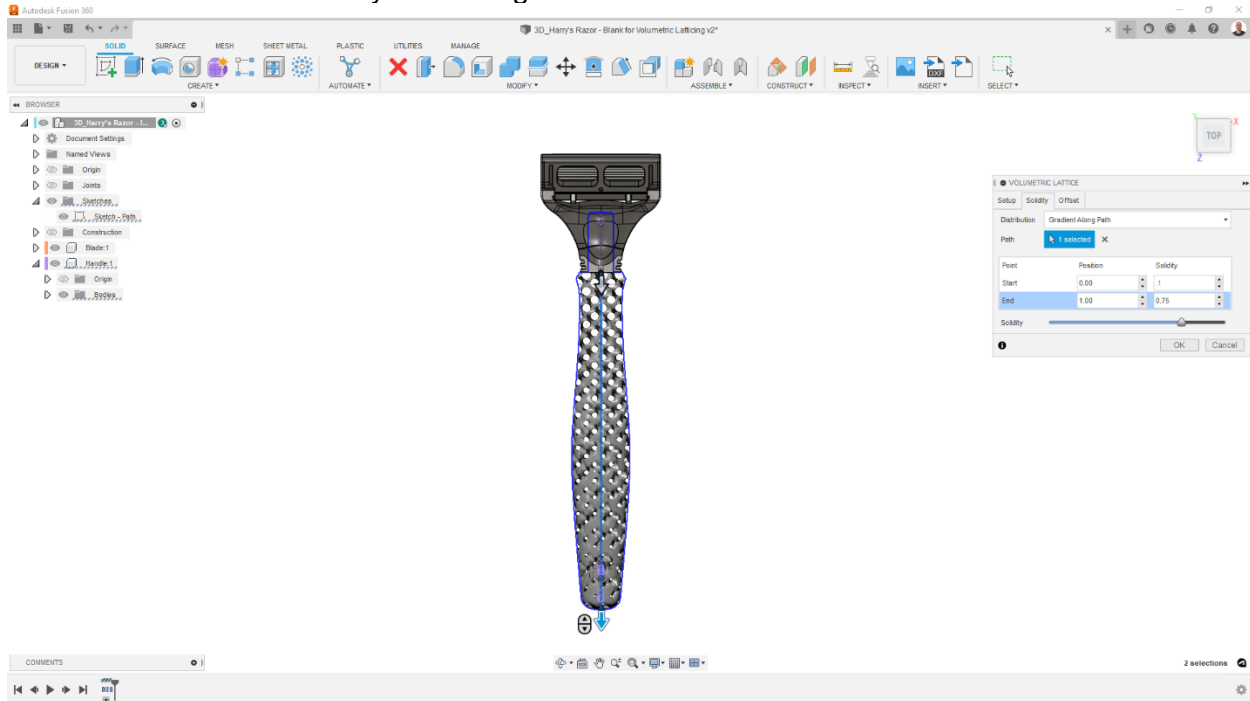 Autodesk Fusion 360
3D_Harry's Razor - Blank for Volumetric Latticing v2*
DESIGN
SOLID SURFACE MESH SHEET METAL PLASTIC UTILITIES MANAGE
CREATE AUTOMATE MODIFY ASSEMBLE CONSTRUCT INSPECT INSERT SELECT
DXF
BROWSER
3D_Harry's Razor - l...
Document Settings
Named Views
Origin
Joints
Sketches
Sketch - Path
Construction
Blade:1
Handle:1
Origin
Bodies
TOP
X
Y
Z
VOLUMETRIC LATTICE
Setup Solidity Offset
Distribution Gradient Along Path
Path 1 selected
Point Position Solidity
Start 0.00 1
End 1.00 0.75
Solidity
OK Cancel
COMMENTS
2 selections